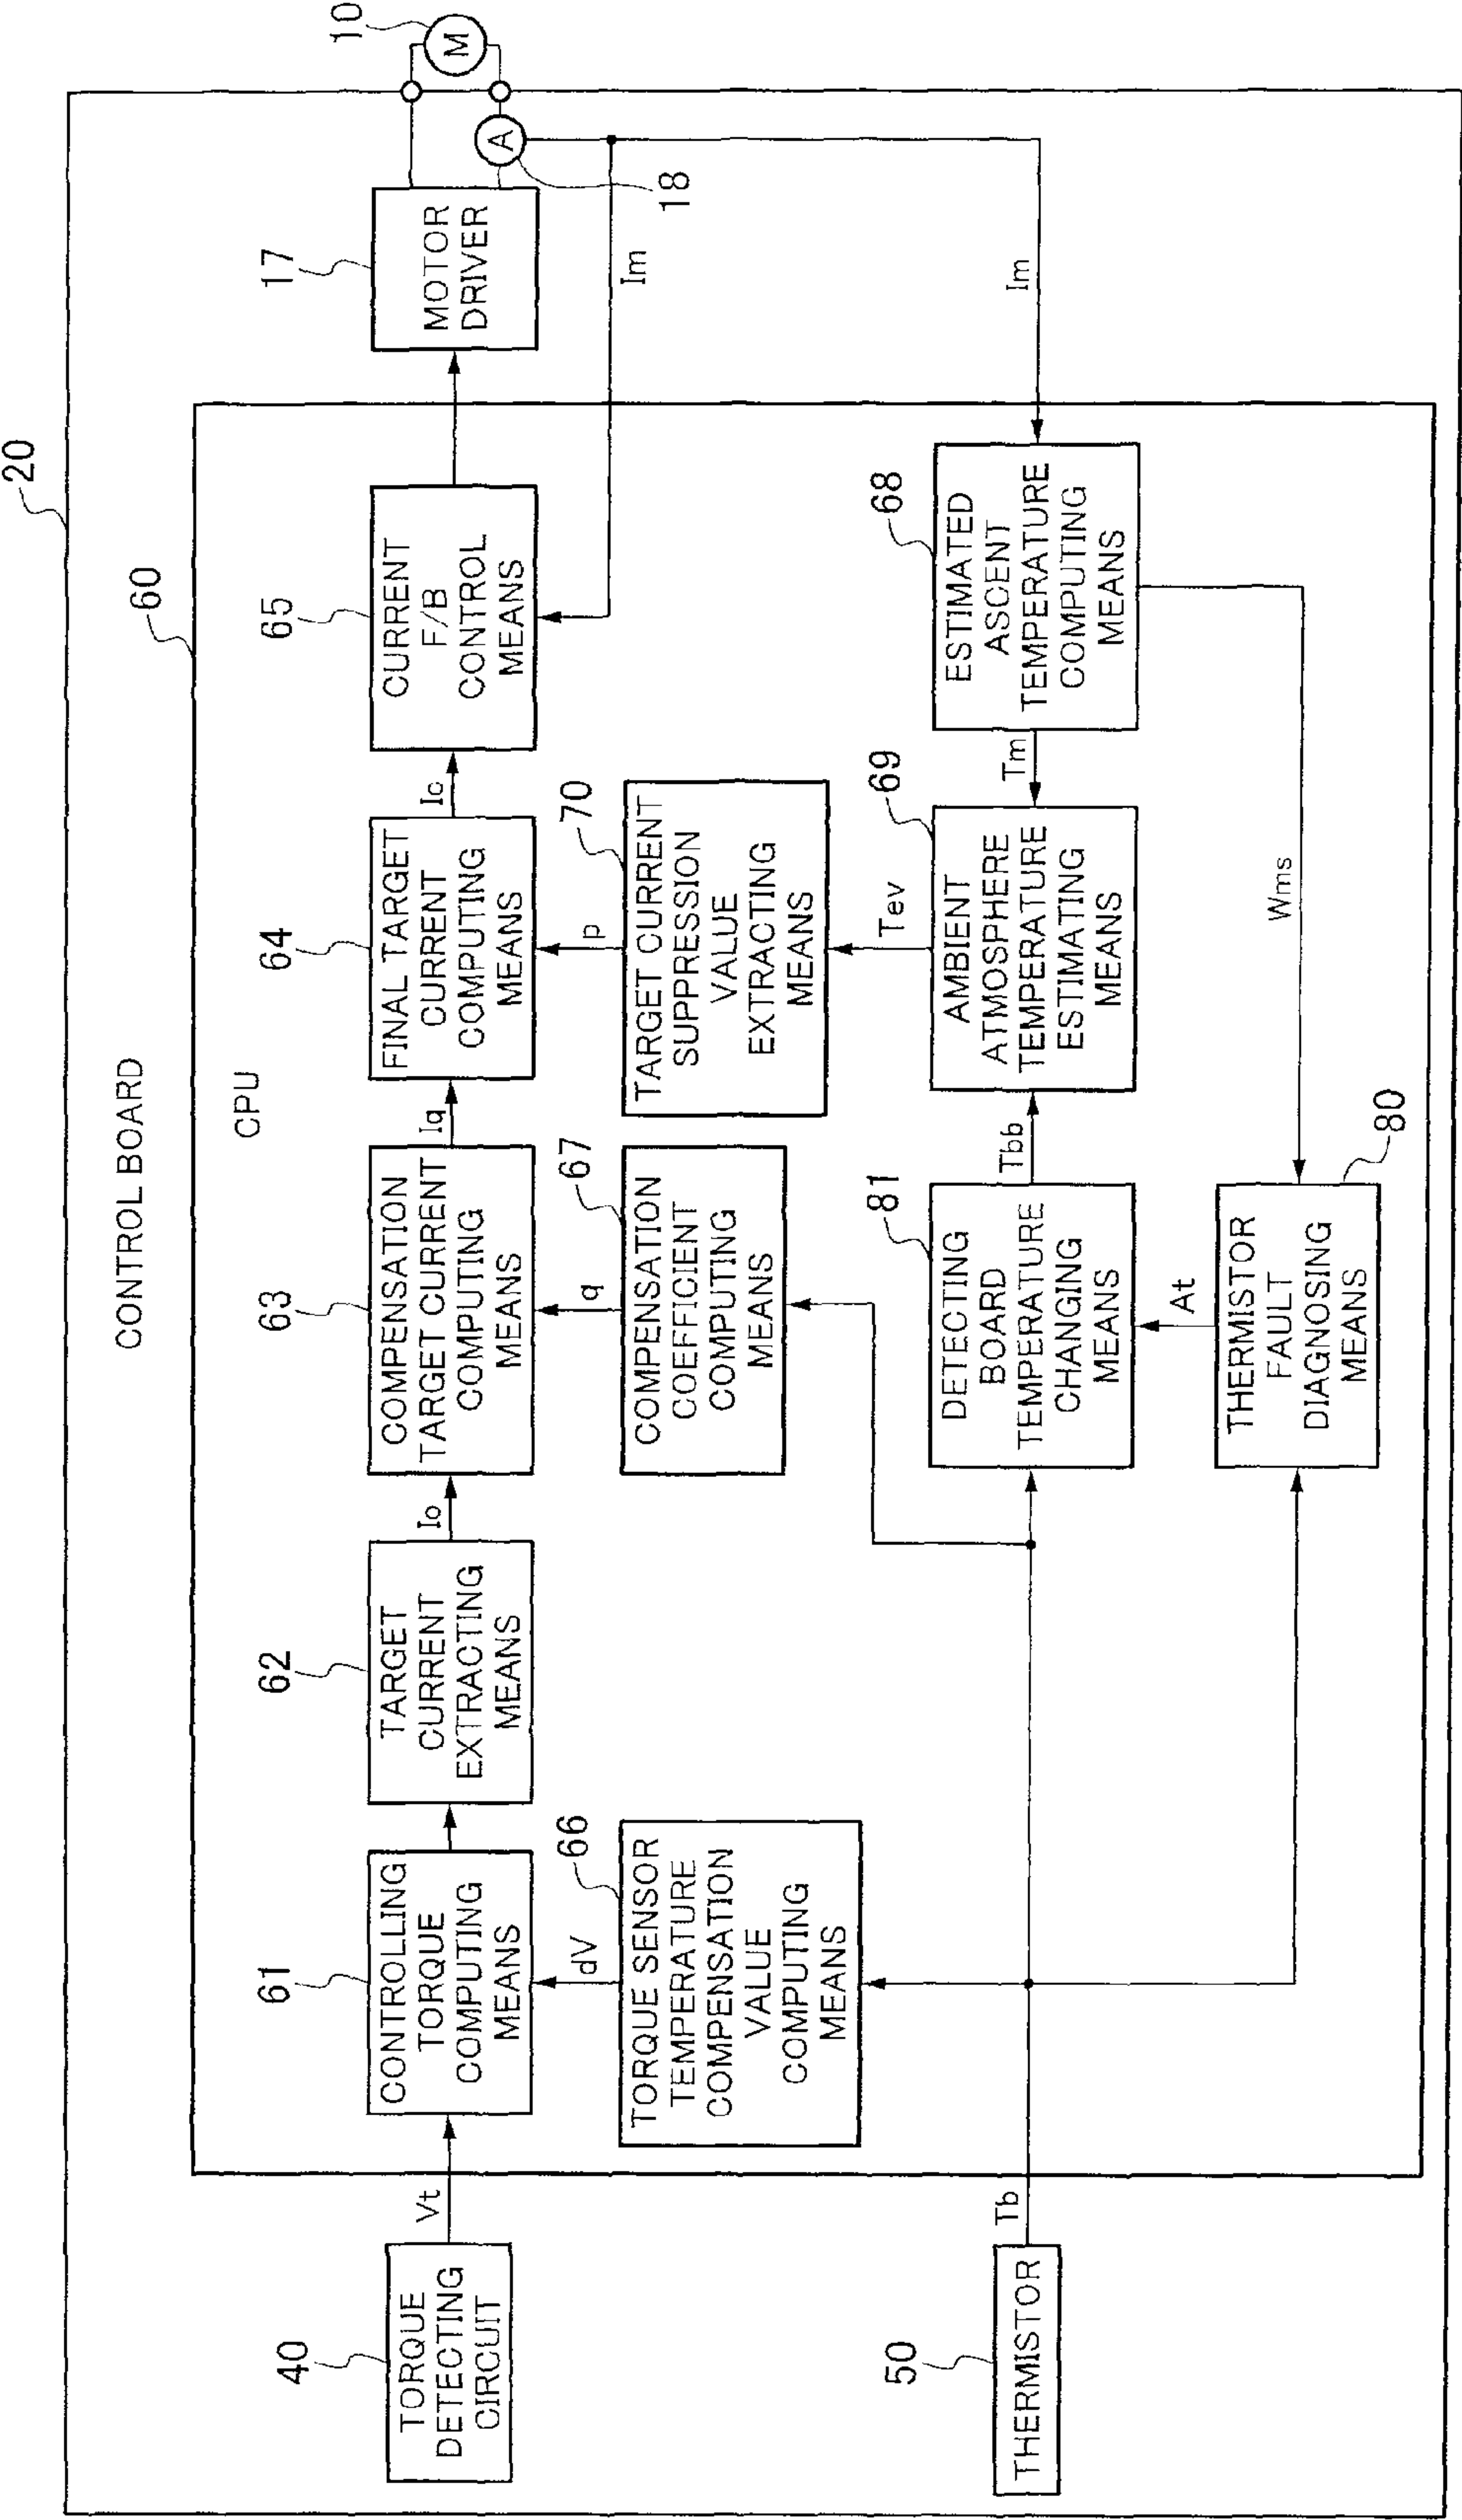 20
CONTROL BOARD
60
CPU
40
TORQUE
DETECTING
CIRCUIT
Vt
61
CONTROLLING
TORQUE
COMPUTING
MEANS
62
TARGET
CURRENT
EXTRACTING
MEANS
Io
63
COMPENSATION
TARGET CURRENT
COMPUTING
MEANS
Iq
64
FINAL TARGET
CURRENT
COMPUTING
MEANS
Ic
65
CURRENT
F/B
CONTROL
MEANS
17
MOTOR
DRIVER
10
M
A
18
Im
dV
66
TORQUE SENSOR
TEMPERATURE
COMPENSATION
VALUE
COMPUTING
MEANS
q
67
COMPENSATION
COEFFICIENT
COMPUTING
MEANS
p
70
TARGET CURRENT
SUPPRESSION
VALUE
EXTRACTING
MEANS
Tev
50
THERMISTOR
Tb
81
DETECTING
BOARD
TEMPERATURE
CHANGING
MEANS
Tbb
69
AMBIENT
ATMOSPHERE
TEMPERATURE
ESTIMATING
MEANS
Tm
68
ESTIMATED
ASCENT
TEMPERATURE
COMPUTING
MEANS
Im
At
THERMISTOR
FAULT
DIAGNOSING
MEANS
80
Wms